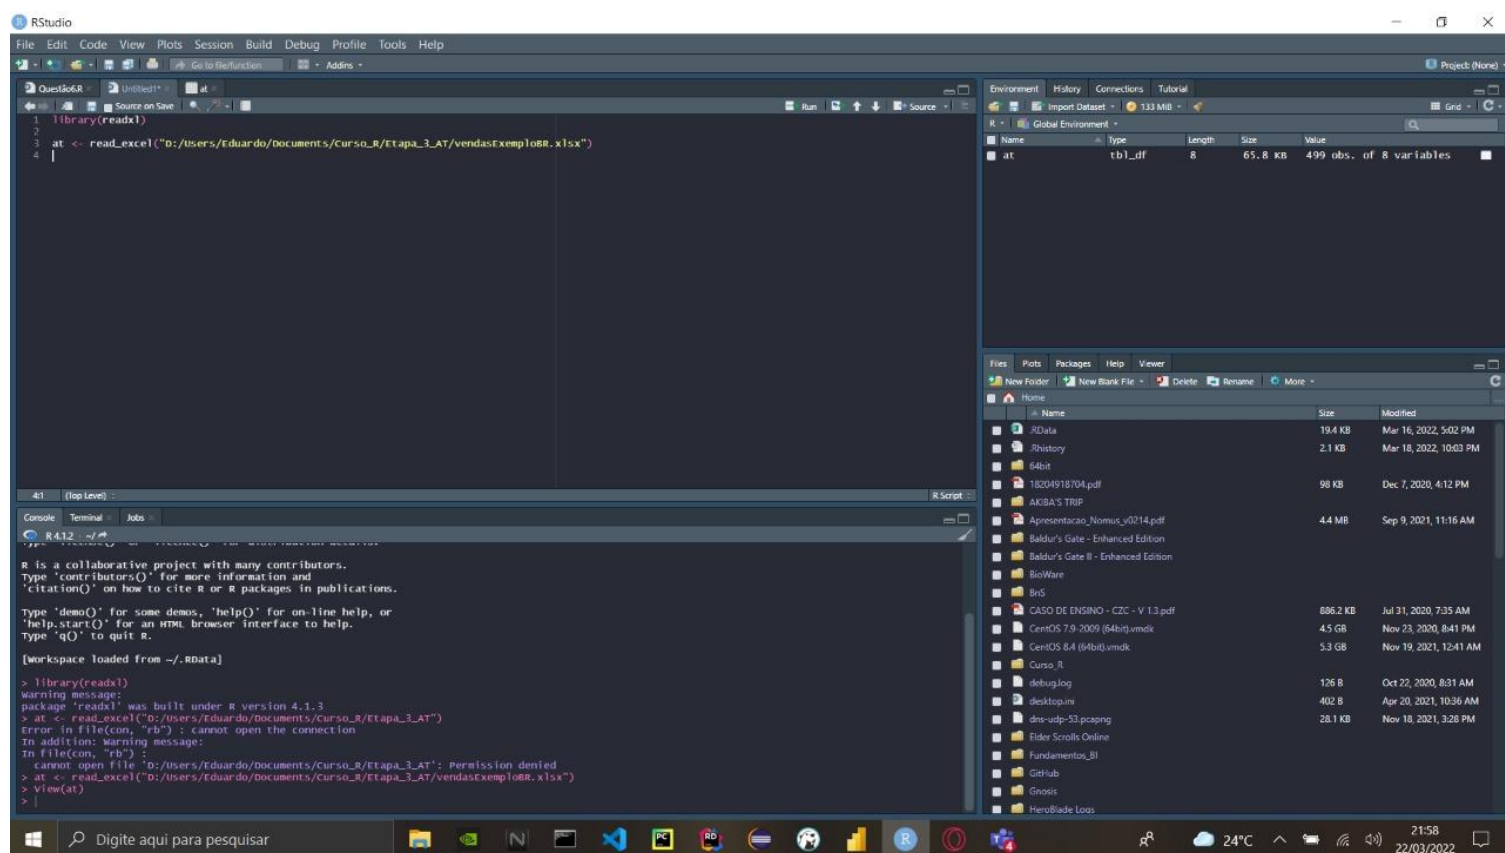 RStudio
File Edit Code View Plots Session Build Debug Profile Tools Help
Go to file/function Addins Project: (None)
Questão6.R Untitled1* at
Source on Save Run Source
1 library(readxl)
2
3 at <- read_excel("D:/Users/Eduardo/Documents/Curso_R/Etapa_3_AT/vendasExemploBR.xlsx")
4
4:1 (Top Level) R Script
Console Terminal Jobs
R 4.1.2 · ~/
R is a collaborative project with many contributors.
Type 'contributors()' for more information and
'citation()' on how to cite R or R packages in publications.
Type 'demo()' for some demos, 'help()' for on-line help, or
'help.start()' for an HTML browser interface to help.
Type 'q()' to quit R.
[Workspace loaded from ~/.RData]
> library(readxl)
Warning message:
package 'readxl' was built under R version 4.1.3
> at <- read_excel("D:/Users/Eduardo/Documents/Curso_R/Etapa_3_AT")
Error in file(con, "rb") : cannot open the connection
In addition: Warning message:
In file(con, "rb") :
cannot open file 'D:/Users/Eduardo/Documents/Curso_R/Etapa_3_AT': Permission denied
> at <- read_excel("D:/Users/Eduardo/Documents/Curso_R/Etapa_3_AT/vendasExemploBR.xlsx")
> View(at)
>
Environment History Connections Tutorial
Import Dataset 133 MiB Grid
R Global Environment
Name Type Length Size Value
at tbl_df 8 65.8 KB 499 obs. of 8 variables
Files Plots Packages Help Viewer
New Folder New Blank File Delete Rename More
Home
Name Size Modified
.RData 19.4 KB Mar 16, 2022, 5:02 PM
.Rhistory 2.1 KB Mar 18, 2022, 10:03 PM
64bit
18204918704.pdf 98 KB Dec 7, 2020, 4:12 PM
AKIBA'S TRIP
Apresentacao_Nomus_v0214.pdf 4.4 MB Sep 9, 2021, 11:16 AM
Baldur's Gate - Enhanced Edition
Baldur's Gate II - Enhanced Edition
BioWare
BnS
CASO DE ENSINO - CZC - V 1.3.pdf 886.2 KB Jul 31, 2020, 7:35 AM
CentOS 7.9-2009 (64bit).vmdk 4.5 GB Nov 23, 2020, 8:41 PM
CentOS 8.4 (64bit).vmdk 5.3 GB Nov 19, 2021, 12:41 AM
Curso_R
debug.log 126 B Oct 22, 2020, 8:31 AM
desktop.ini 402 B Apr 20, 2021, 10:36 AM
dns-udp-53.pcapng 28.1 KB Nov 18, 2021, 3:28 PM
Elder Scrolls Online
Fundamentos_BI
GitHub
Gnosis
HeroBlade Logs
Digite aqui para pesquisar
24°C
21:58
22/03/2022